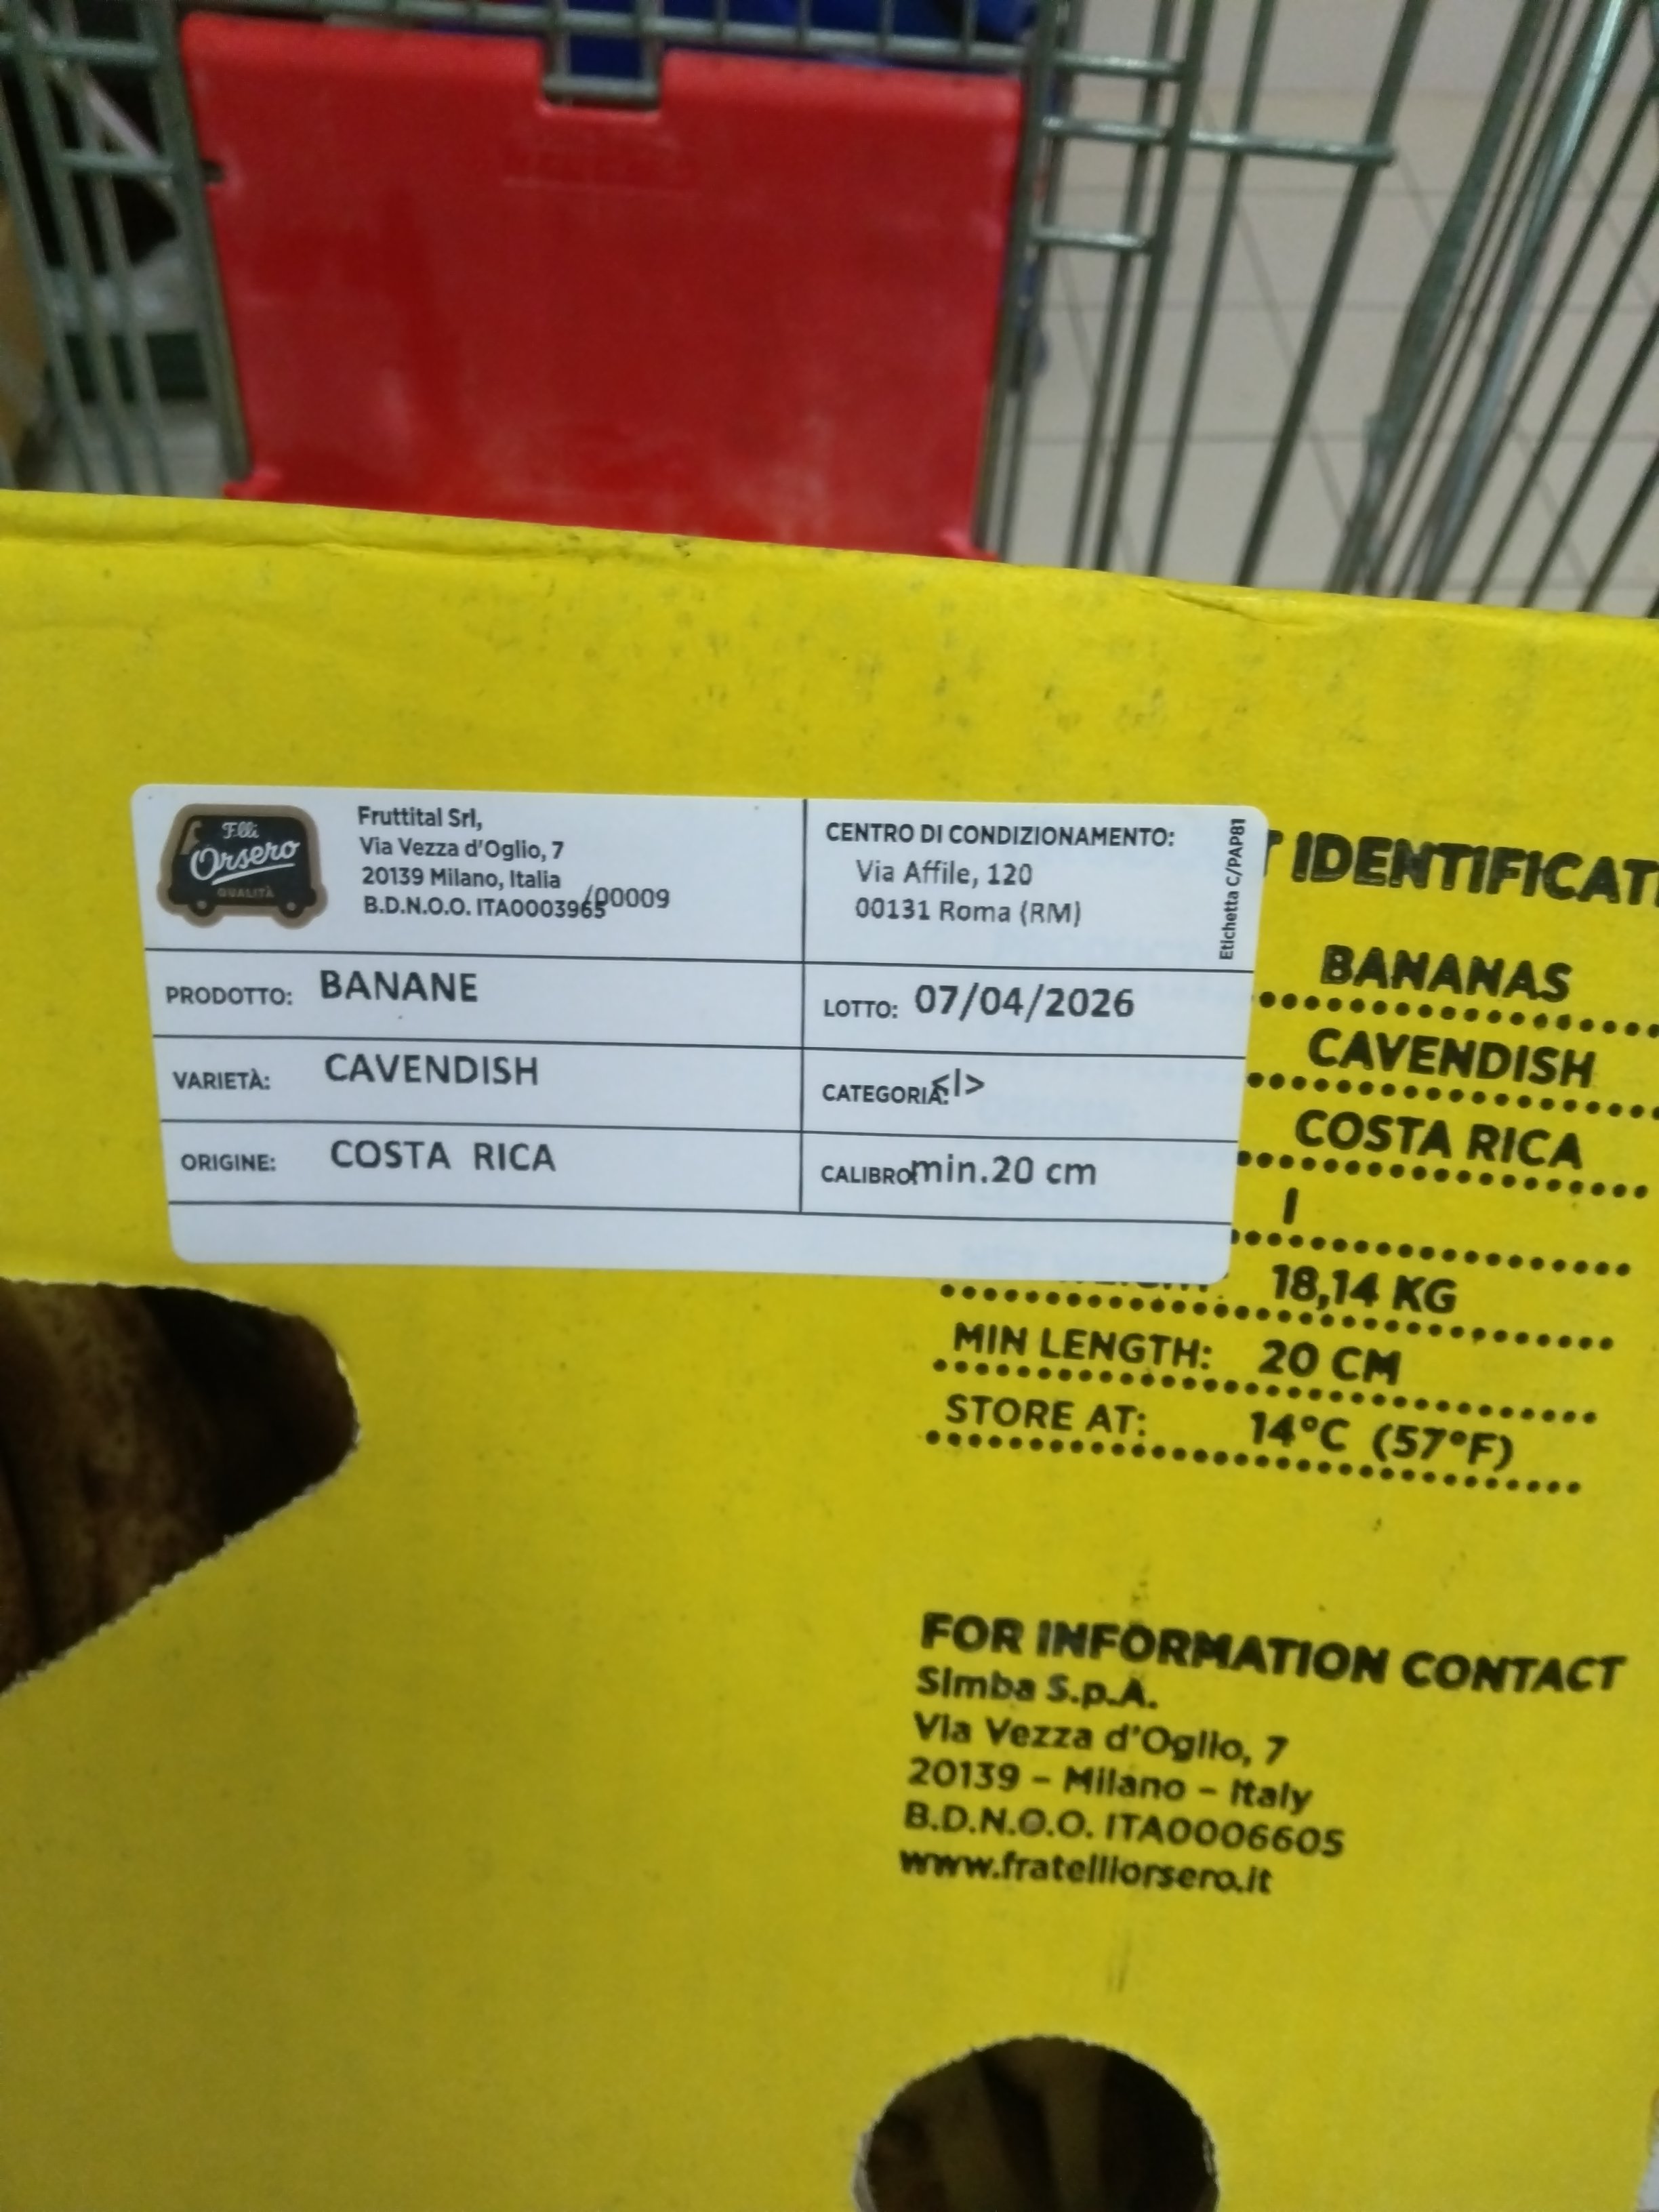 F.lli
Orsero
QUALITÀ
Fruttital Srl,
Via Vezza d'Oglio, 7
20139 Milano, Italia
B.D.N.O.O. ITA0003965
/00009
CENTRO DI CONDIZIONAMENTO:
Via Affile, 120
00131 Roma (RM)
Etichetta C/PAP81
PRODOTTO: BANANE
LOTTO: 07/04/2026
VARIETÀ: CAVENDISH
CATEGORIA: <I>
ORIGINE: COSTA RICA
CALIBRO: min.20 cm
T IDENTIFICATI
BANANAS
CAVENDISH
COSTA RICA
I
18,14 KG
MIN LENGTH: 20 CM
STORE AT: 14°C (57°F)
FOR INFORMATION CONTACT
Simba S.p.A.
Via Vezza d'Oglio, 7
20139 – Milano – Italy
B.D.N.O.O. ITA0006605
www.fratelliorsero.it